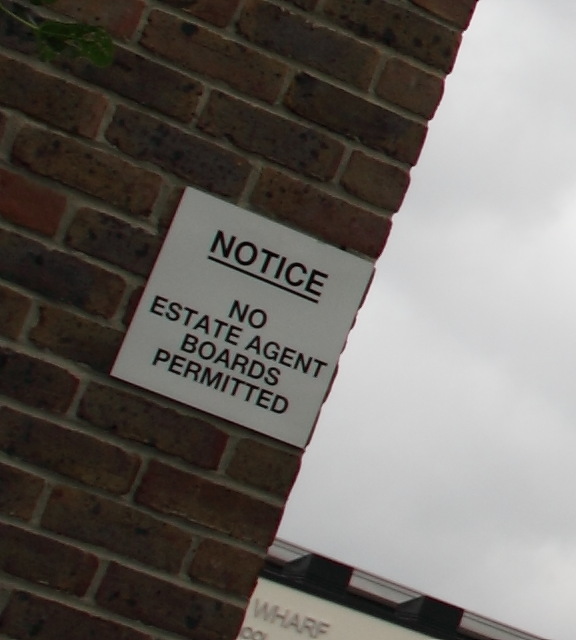 NOTICE
NO
ESTATE AGENT
BOARDS
PERMITTED
WHARF